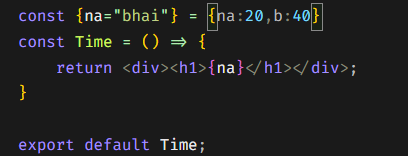 const {na="bhai"} = {na:20,b:40}
const Time = () => {
return <div><h1>{na}</h1></div>;
}
export default Time;